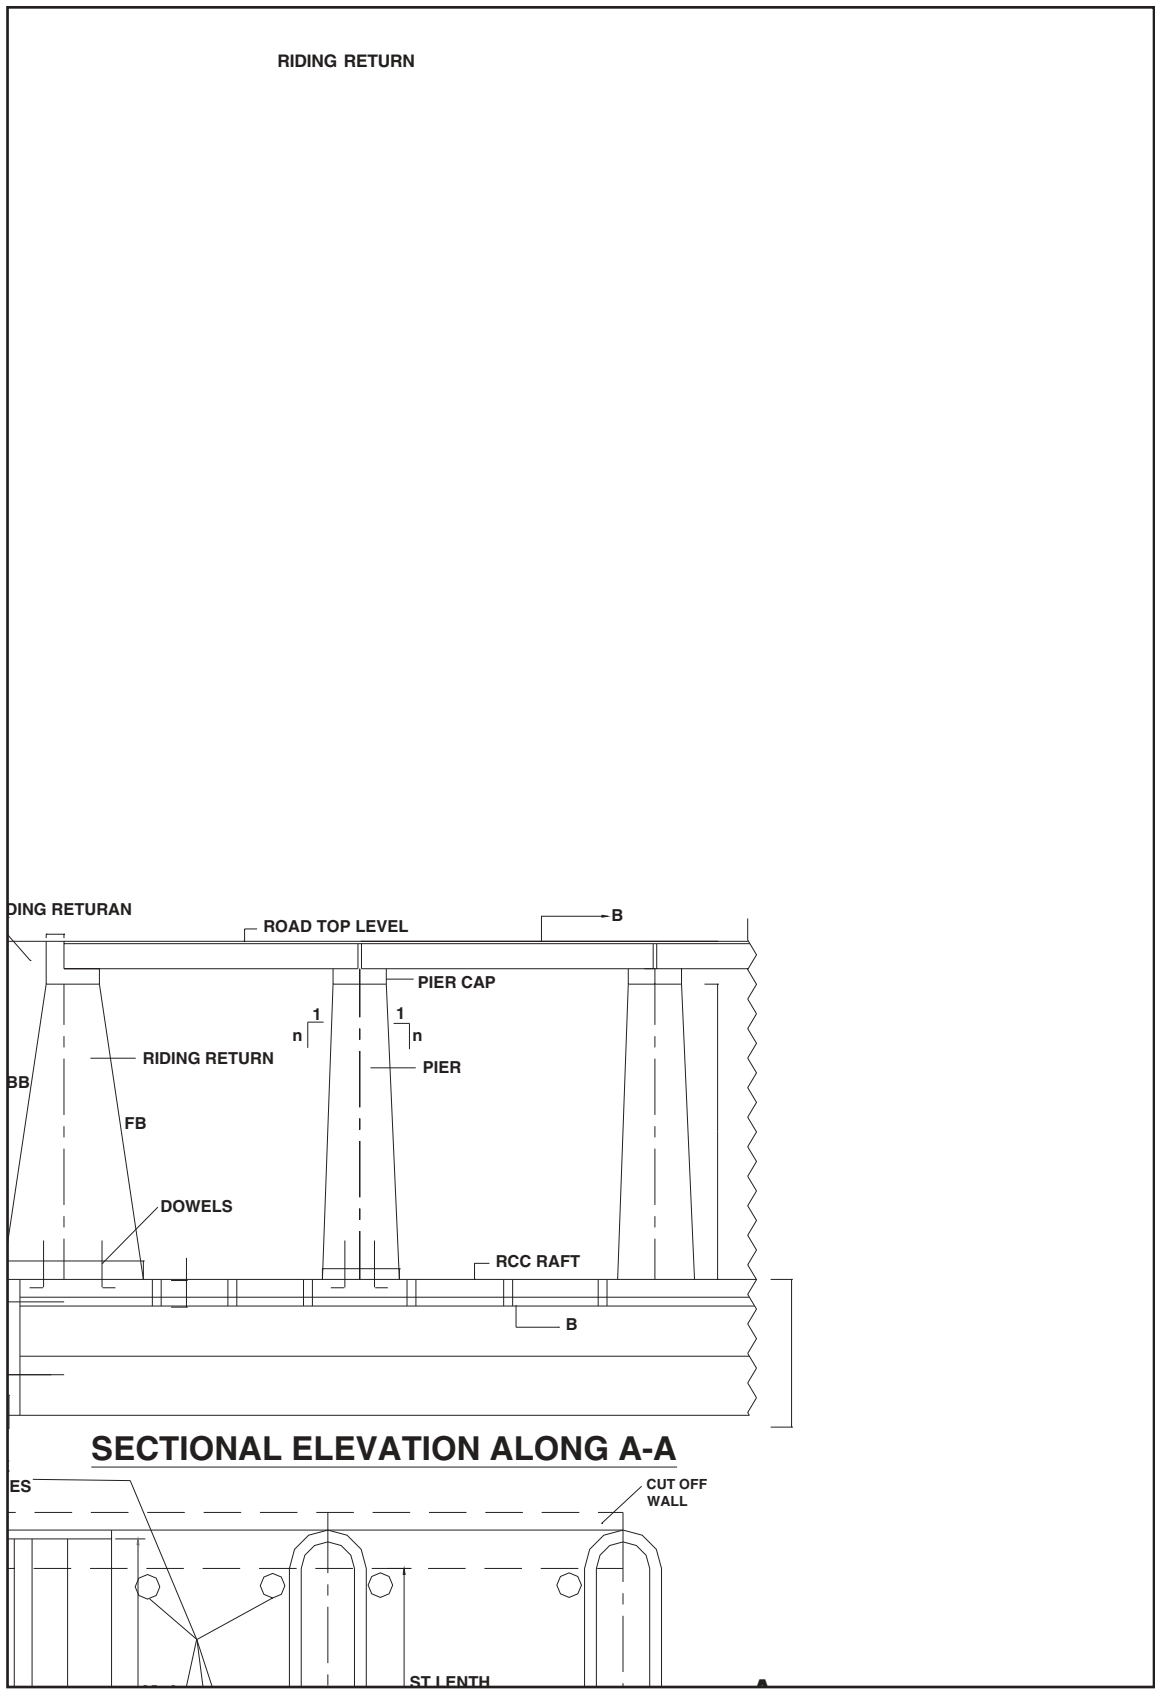 RIDING RETURN
DING RETURAN
ROAD TOP LEVEL
B
PIER CAP
1
n
1
n
RIDING RETURN
PIER
BB
FB
DOWELS
RCC RAFT
B
SECTIONAL ELEVATION ALONG A-A
ES
CUT OFF
WALL
ST LENTH